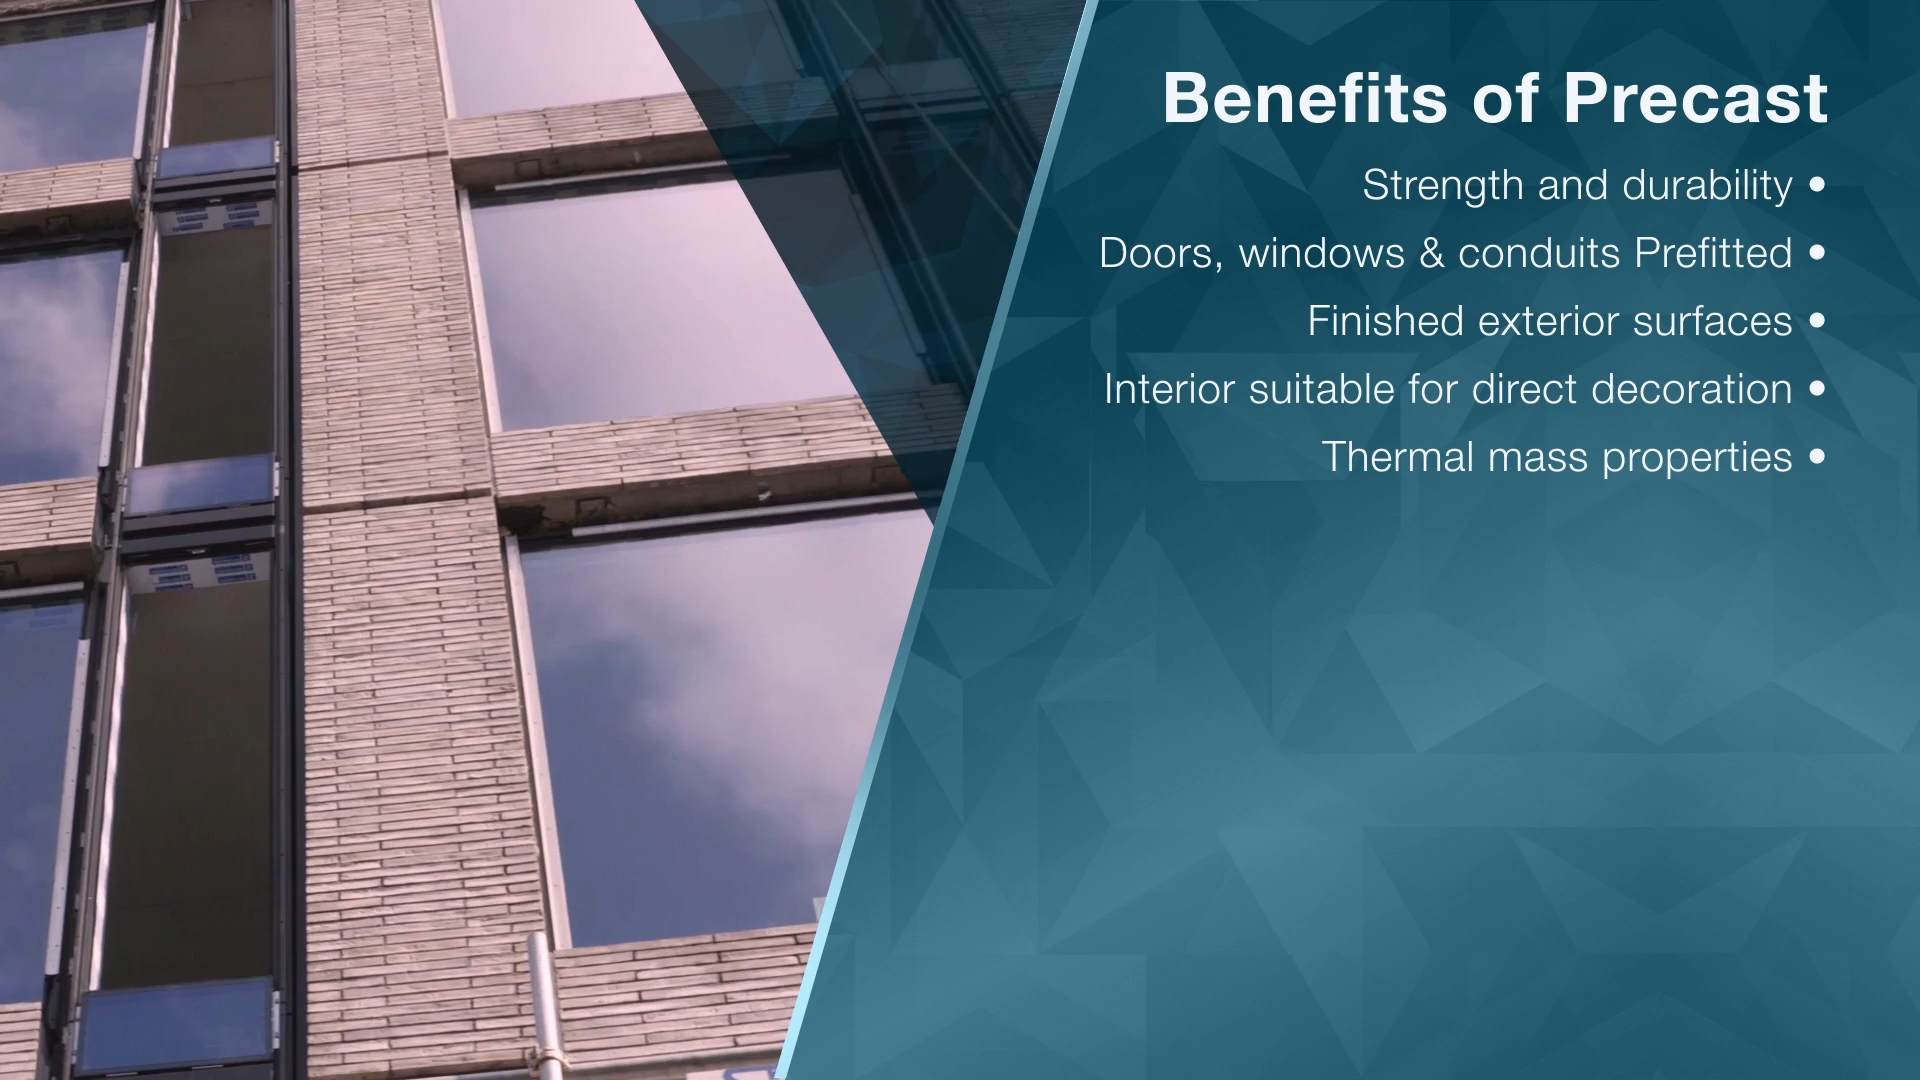 Benefits of Precast
Strength and durability •
Doors, windows & conduits Prefitted •
Finished exterior surfaces •
Interior suitable for direct decoration •
Thermal mass properties •